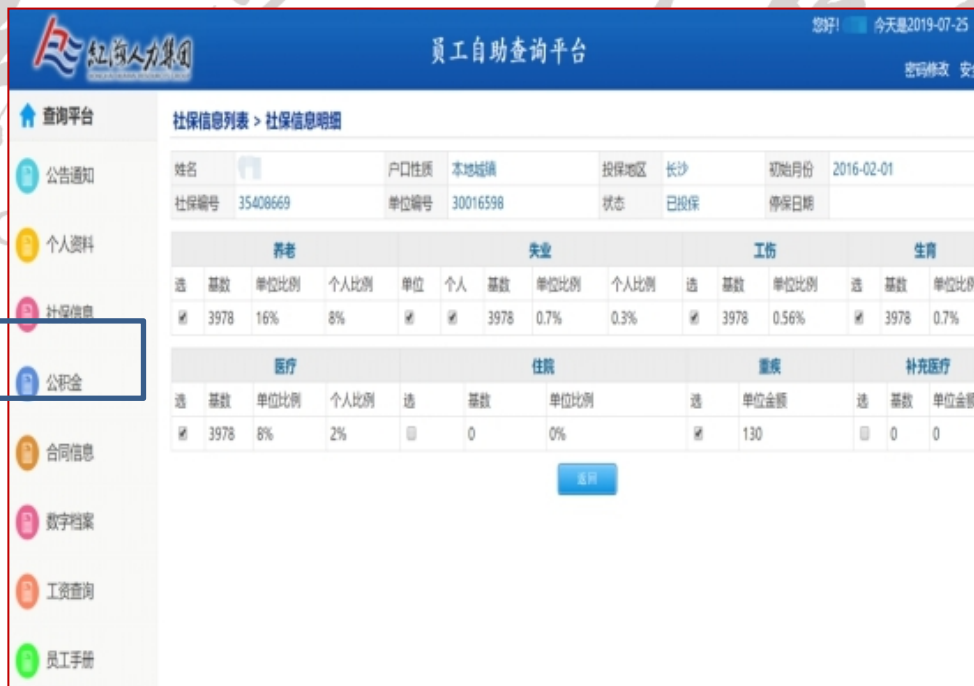 红海人力集团
员工自助查询平台
您好! 今天是2019-07-25
密码修改 安全
查询平台
公告通知
个人资料
社保信息
公积金
合同信息
数字档案
工资查询
员工手册
社保信息列表 > 社保信息明细
姓名 户口性质 本地城镇 投保地区 长沙 初始月份 2016-02-01
社保编号 35408669 单位编号 30016598 状态 已投保 停保日期
养老 失业 工伤 生育
选 基数 单位比例 个人比例 单位 个人 基数 单位比例 个人比例 选 基数 单位比例 选 基数 单位比例
3978 16% 8% 3978 0.7% 0.3% 3978 0.56% 3978 0.7%
医疗 住院 重疾 补充医疗
选 基数 单位比例 个人比例 选 基数 单位比例 选 单位金额 选 基数 单位金额
3978 8% 2% 0 0% 130 0 0
返回